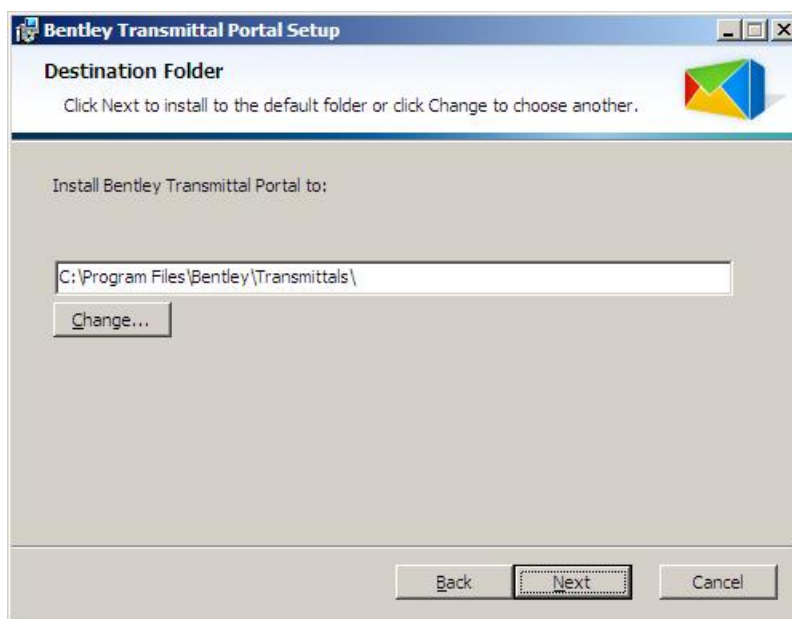 Bentley Transmittal Portal Setup
Destination Folder
Click Next to install to the default folder or click Change to choose another.
Install Bentley Transmittal Portal to:
C:\Program Files\Bentley\Transmittals\
Change...
Back Next Cancel